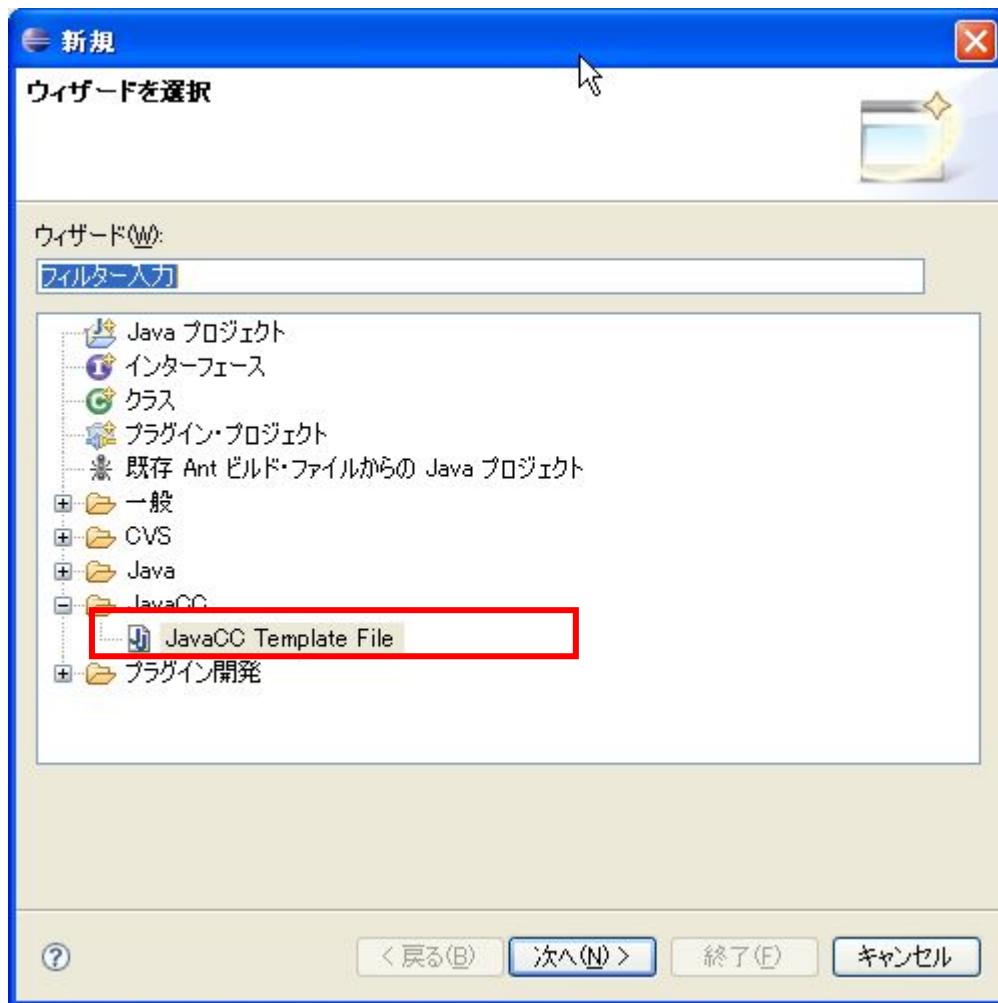 新規
ウィザードを選択
ウィザード(W):
フィルター入力
Java プロジェクト
インターフェース
クラス
プラグイン・プロジェクト
既存 Ant ビルド・ファイルからの Java プロジェクト
一般
CVS
Java
JavaCC
JavaCC Template File
プラグイン開発
< 戻る(B) 次へ(N) > 終了(F) キャンセル